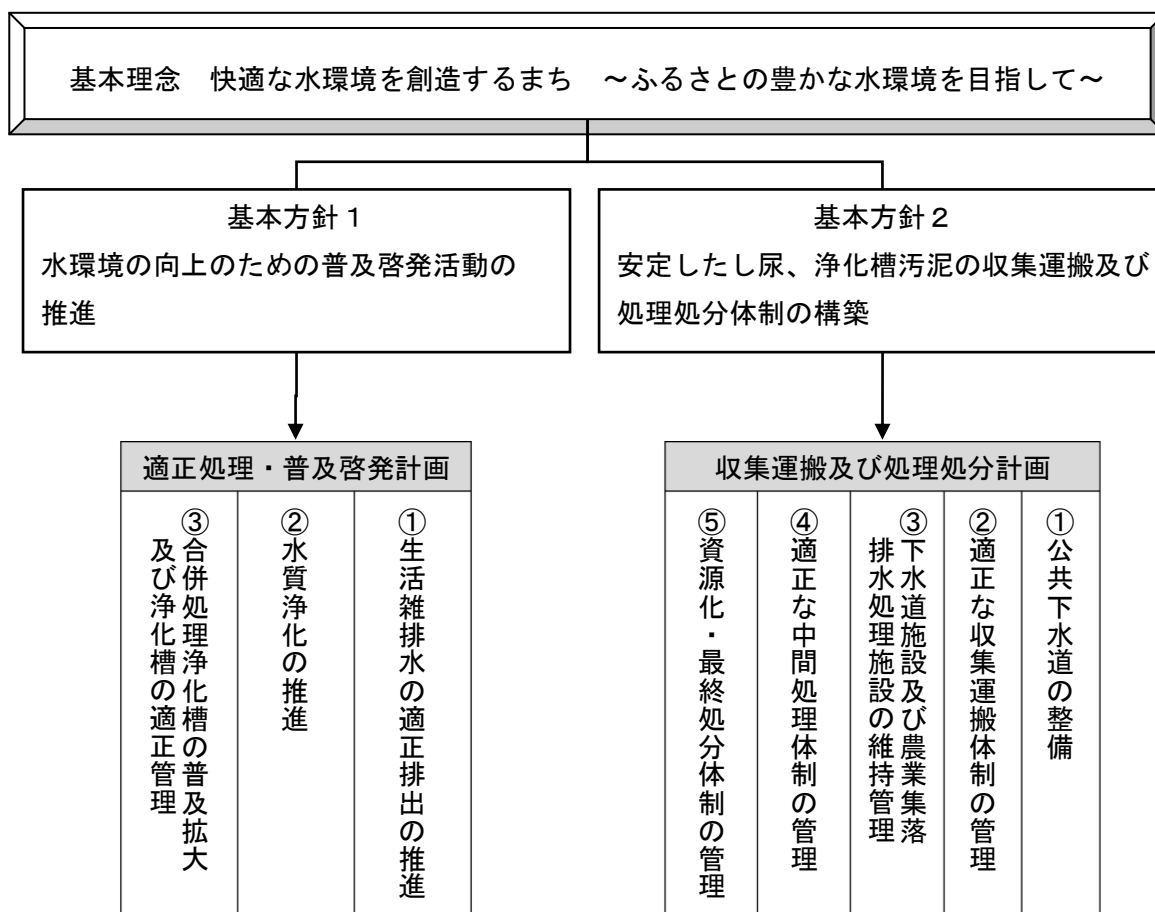 基本理念　快適な水環境を創造するまち　～ふるさとの豊かな水環境を目指して～
基本方針１
水環境の向上のための普及啓発活動の
推進
基本方針２
安定したし尿、浄化槽汚泥の収集運搬及び
処理処分体制の構築
適正処理・普及啓発計画
①生活雑排水の適正排出の推進
②水質浄化の推進
③合併処理浄化槽の普及拡大
及び浄化槽の適正管理
収集運搬及び処理処分計画
①公共下水道の整備
②適正な収集運搬体制の管理
③下水道施設及び農業集落
排水処理施設の維持管理
④適正な中間処理体制の管理
⑤資源化・最終処分体制の管理